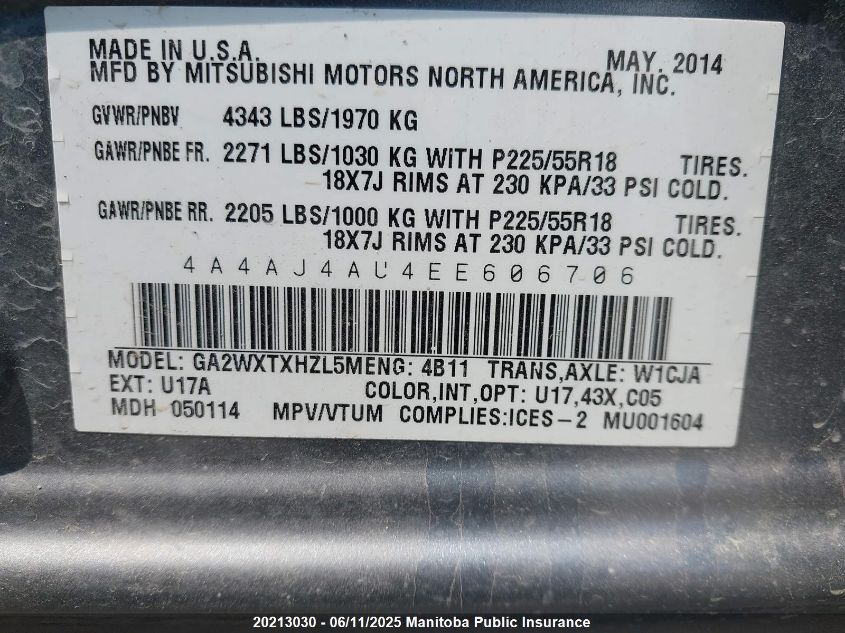 MADE IN U.S.A. MAY. 2014
MFD BY MITSUBISHI MOTORS NORTH AMERICA, INC.
GVWR/PNBV 4343 LBS/1970 KG
GAWR/PNBE FR. 2271 LBS/1030 KG WITH P225/55R18 TIRES.
18X7J RIMS AT 230 KPA/33 PSI COLD.
GAWR/PNBE RR. 2205 LBS/1000 KG WITH P225/55R18 TIRES.
18X7J RIMS AT 230 KPA/33 PSI COLD.
4A4AJ4AU4EE606706
MODEL: GA2WXTXHZL5MENG: 4B11 TRANS,AXLE: W1CJA
EXT: U17A COLOR,INT,OPT: U17,43X,C05
MDH 050114 MPV/VTUM COMPLIES:ICES-2 MU001604
20213030 - 06/11/2025 Manitoba Public Insurance